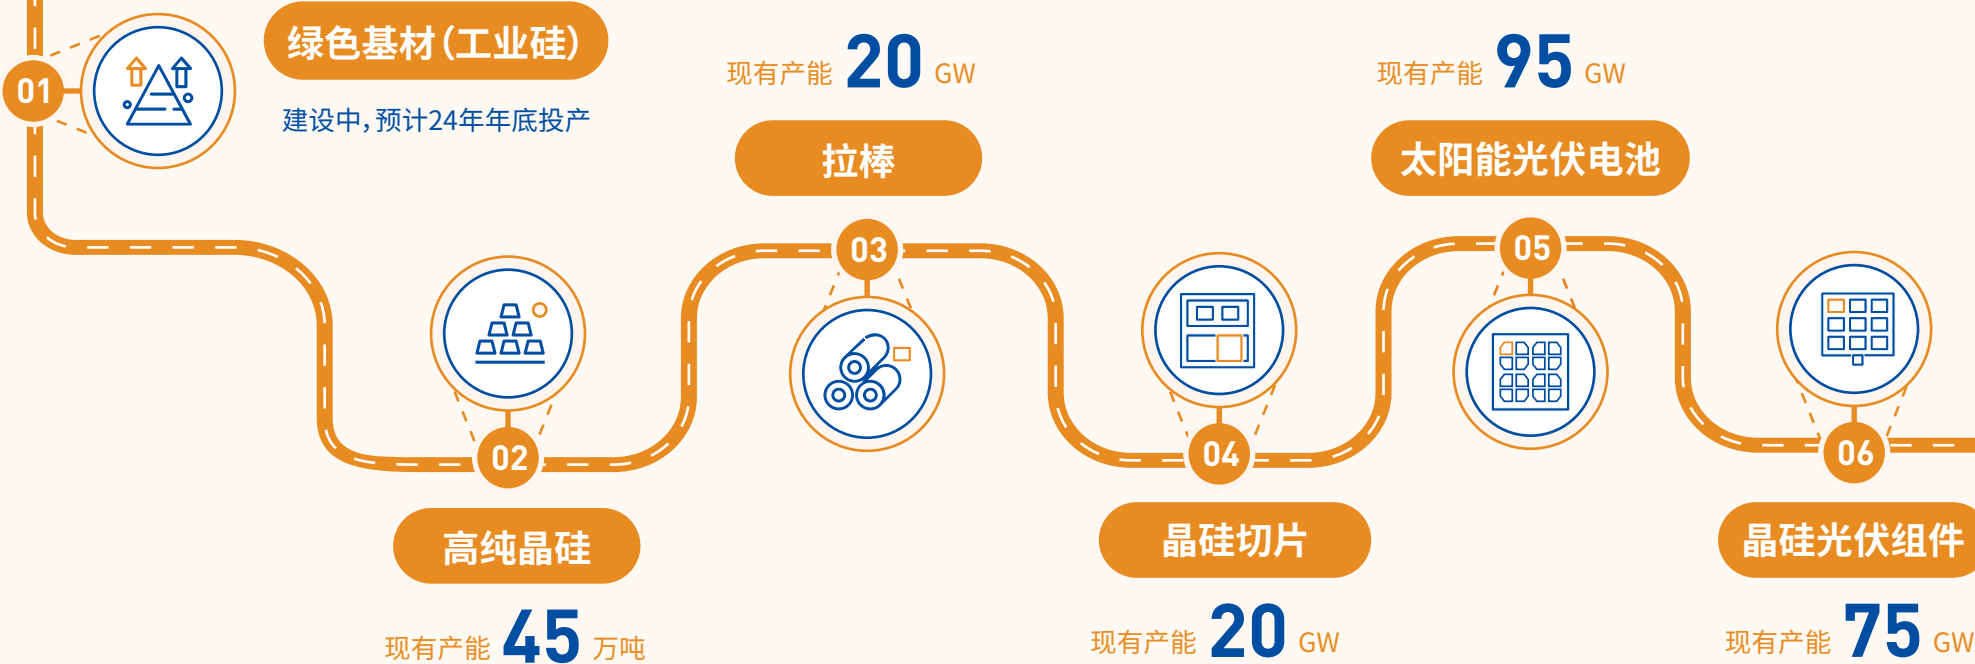 01
绿色基材(工业硅)
建设中,预计24年年底投产
02
高纯晶硅
现有产能 45 万吨
现有产能 20 GW
拉棒
03
04
晶硅切片
现有产能 20 GW
现有产能 95 GW
太阳能光伏电池
05
06
晶硅光伏组件
现有产能 75 GW